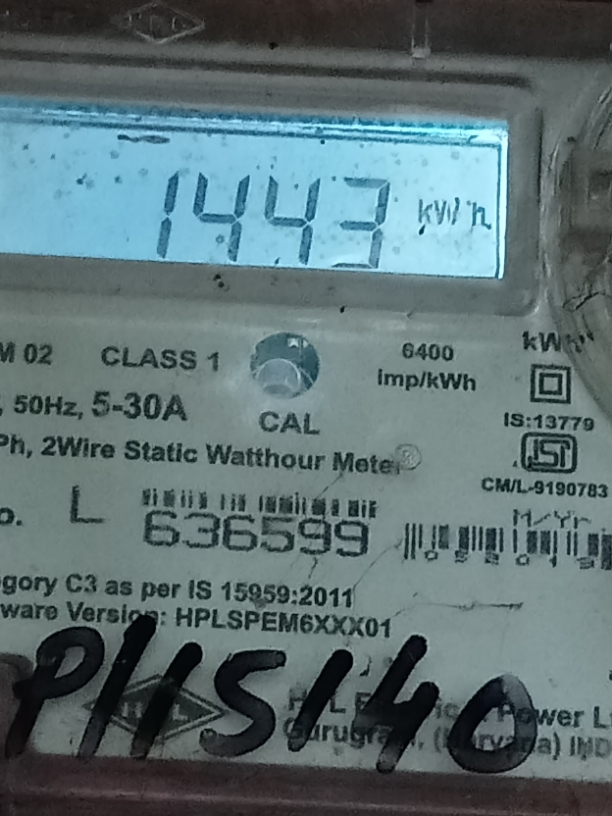 1443 kWh
M 02 CLASS 1 6400 imp/kWh kWh
, 50Hz, 5-30A CAL IS:13779
Ph, 2Wire Static Watthour Meter
CM/L-9190783
o. L 636599 M/Yr
gory C3 as per IS 15959:2011
ware Version: HPLSPEM6XXX01
P11S140
HPL
Power L
Gurugram, (Haryana) IND